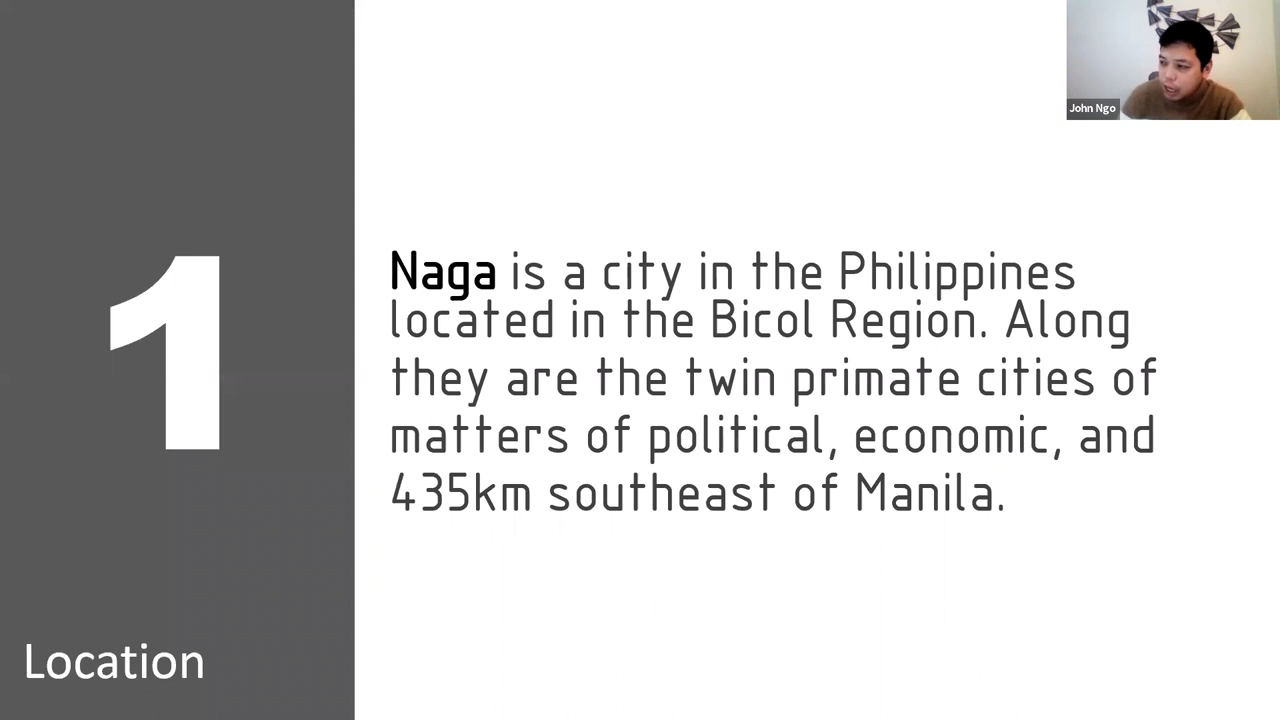 John Ngo
1
Naga is a city in the Philippines
located in the Bicol Region. Along
they are the twin primate cities of
matters of political, economic, and
435km southeast of Manila.
Location